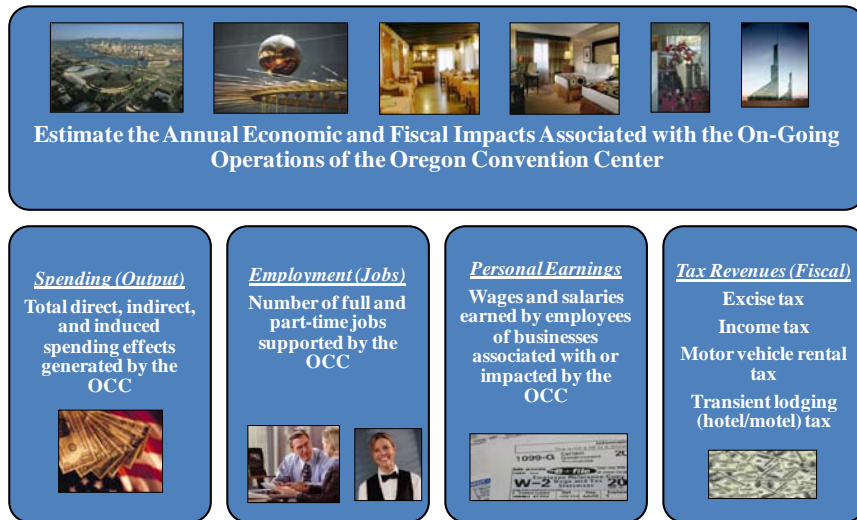 Estimate the Annual Economic and Fiscal Impacts Associated with the On-Going
Operations of the Oregon Convention Center
Spending (Output)
Total direct, indirect,
and induced
spending effects
generated by the
OCC
Employment (Jobs)
Number of full and
part-time jobs
supported by the
OCC
Personal Earnings
Wages and salaries
earned by employees
of businesses
associated with or
impacted by the
OCC
1099-G
20
e-file
W-2
20
Tax Revenues (Fiscal)
Excise tax
Income tax
Motor vehicle rental
tax
Transient lodging
(hotel/motel) tax